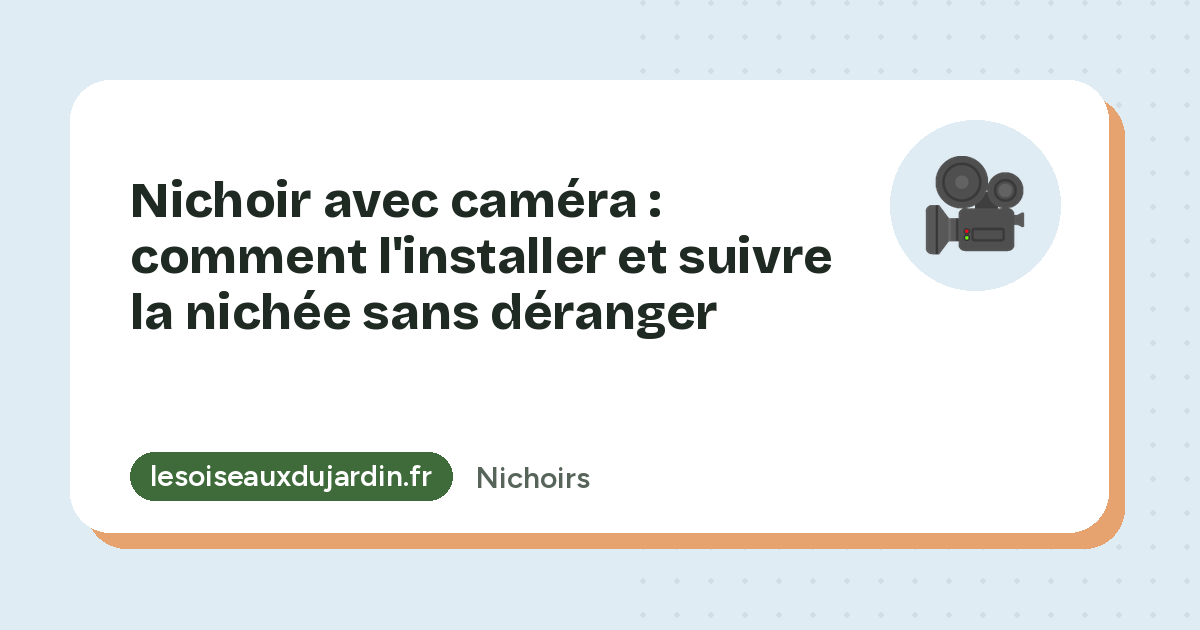 Nichoir avec caméra :
comment l'installer et suivre
la nichée sans déranger
lesoiseauxdujardin.fr
Nichoirs